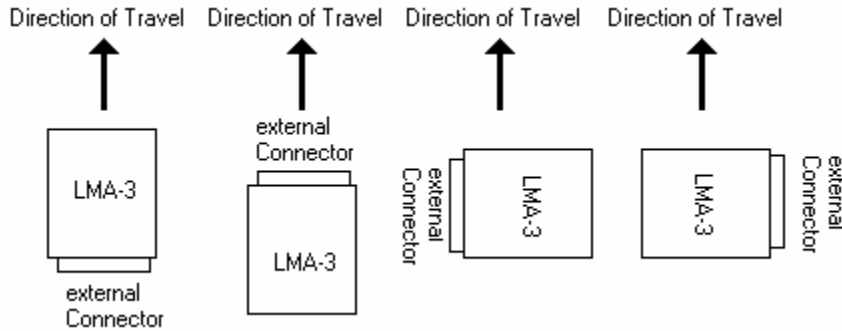 Direction of Travel
Direction of Travel
Direction of Travel
Direction of Travel
LMA-3
external
Connector
external
Connector
LMA-3
external
Connector
LMA-3
LMA-3
external
Connector